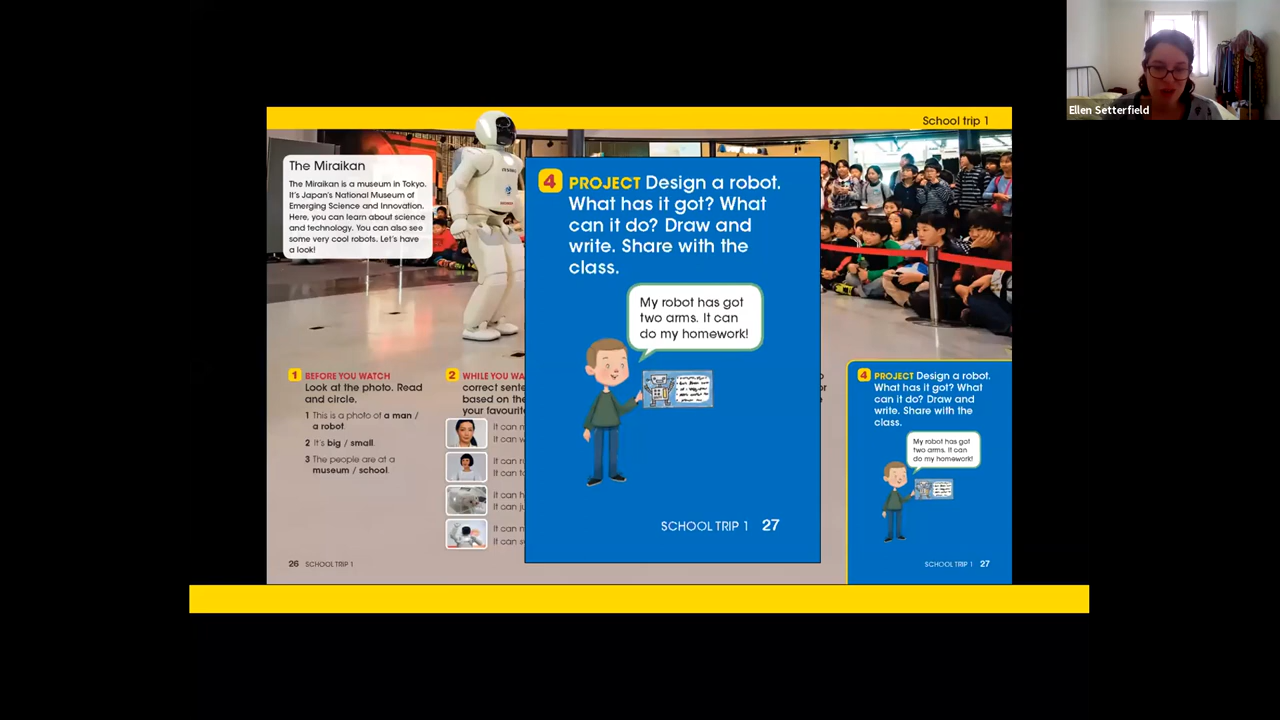 Ellen Setterfield
School trip 1
The Miraikan
The Miraikan is a museum in Tokyo.
It's Japan's National Museum of
Emerging Science and Innovation.
Here, you can learn about science
and technology. You can also see
some very cool robots. Let's have
a look!
4 PROJECT Design a robot.
What has it got? What
can it do? Draw and
write. Share with the
class.
My robot has got
two arms. It can
do my homework!
SCHOOL TRIP 1 27
1 BEFORE YOU WATCH
Look at the photo. Read
and circle.
1 This is a photo of a man /
a robot.
2 It's big / small.
3 The people are at a
museum / school.
26 SCHOOL TRIP 1
2 WHILE YOU WA
correct sente
based on the
your favourit
It can
It can
It can
It can
It can
It can
It can
It can
4 PROJECT Design a robot.
What has it got? What
can it do? Draw and
write. Share with the
class.
My robot has got
two arms. It can
do my homework!
SCHOOL TRIP 1 27